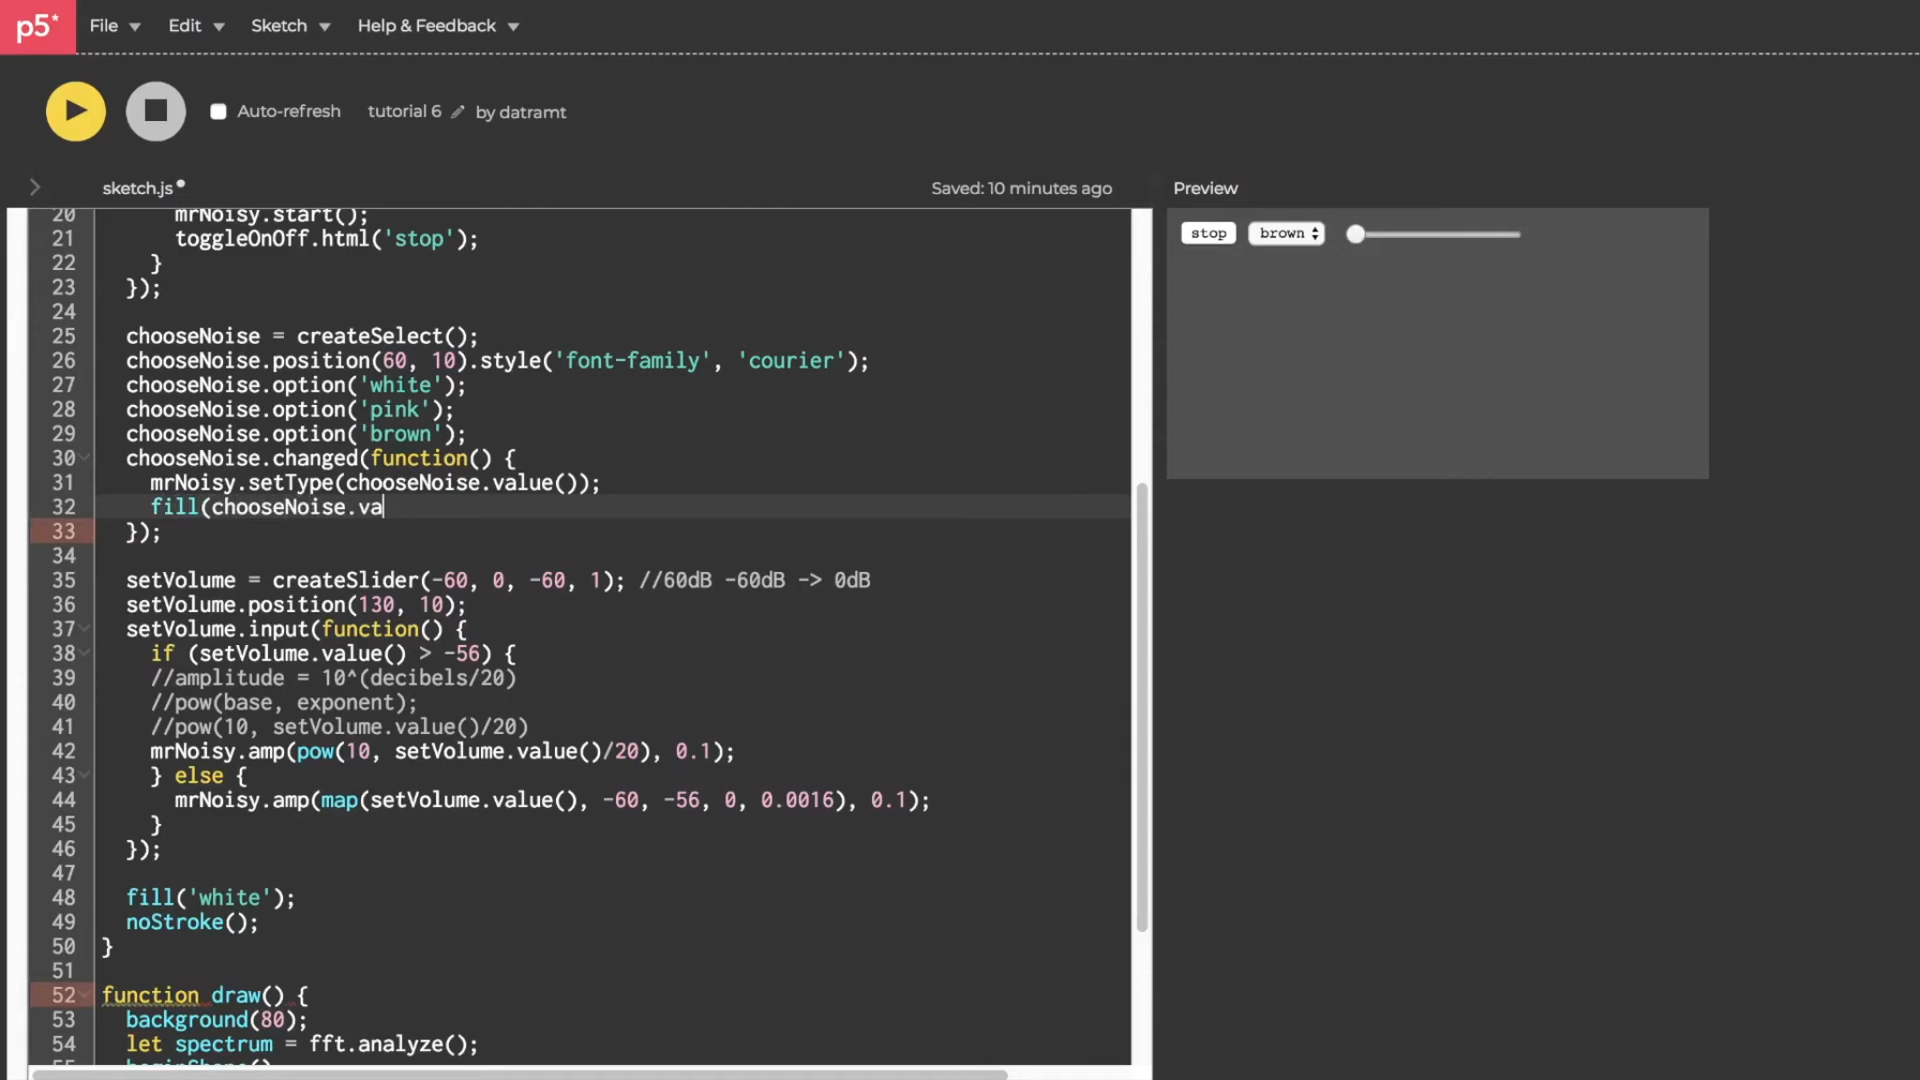 p5* File Edit Sketch Help & Feedback
Auto-refresh tutorial 6 by datramt
sketch.js Saved: 10 minutes ago Preview
stop brown
20 mrNoisy.start();
21 toggleOnOff.html('stop');
22 }
23 });
24
25 chooseNoise = createSelect();
26 chooseNoise.position(60, 10).style('font-family', 'courier');
27 chooseNoise.option('white');
28 chooseNoise.option('pink');
29 chooseNoise.option('brown');
30 chooseNoise.changed(function() {
31 mrNoisy.setType(chooseNoise.value());
32 fill(chooseNoise.va
33 });
34
35 setVolume = createSlider(-60, 0, -60, 1); //60dB -60dB -> 0dB
36 setVolume.position(130, 10);
37 setVolume.input(function() {
38 if (setVolume.value() > -56) {
39 //amplitude = 10^(decibels/20)
40 //pow(base, exponent);
41 //pow(10, setVolume.value()/20)
42 mrNoisy.amp(pow(10, setVolume.value()/20), 0.1);
43 } else {
44 mrNoisy.amp(map(setVolume.value(), -60, -56, 0, 0.0016), 0.1);
45 }
46 });
47
48 fill('white');
49 noStroke();
50 }
51
52 function draw() {
53 background(80);
54 let spectrum = fft.analyze();